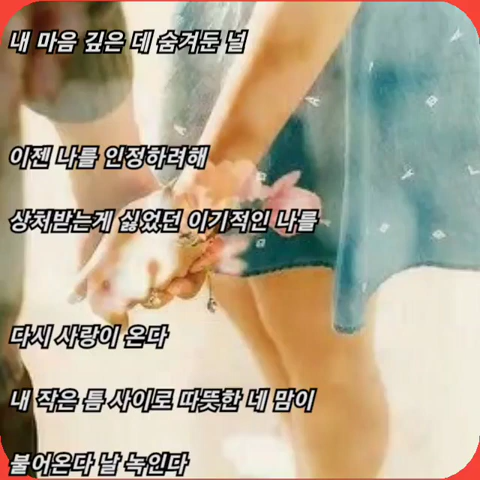 내 마음 깊은 데 숨겨둔 널
이젠 나를 인정하려해
상처받는게 싫었던 이기적인 나를
다시 사랑이 온다
내 작은 틈 사이로 따뜻한 네 맘이
불어온다 날 녹인다